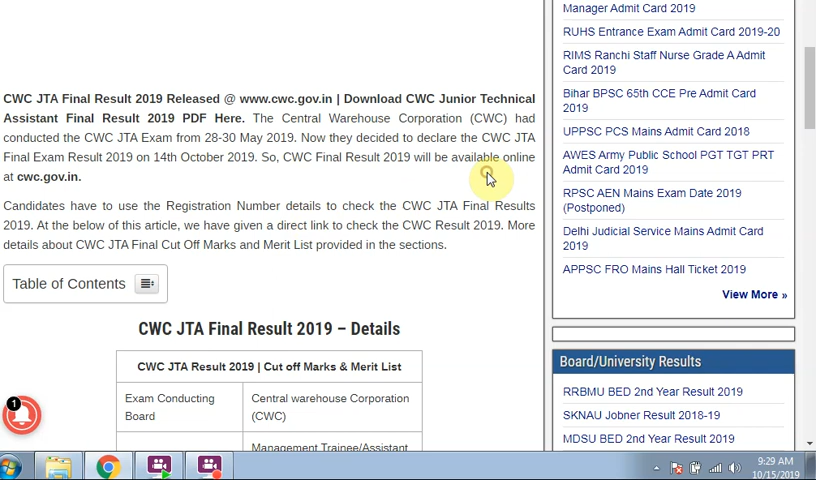 CWC JTA Final Result 2019 Released @ www.cwc.gov.in | Download CWC Junior Technical
Assistant Final Result 2019 PDF Here. The Central Warehouse Corporation (CWC) had
conducted the CWC JTA Exam from 28-30 May 2019. Now they decided to declare the CWC JTA
Final Exam Result 2019 on 14th October 2019. So, CWC Final Result 2019 will be available online
at cwc.gov.in.
Candidates have to use the Registration Number details to check the CWC JTA Final Results
2019. At the below of this article, we have given a direct link to check the CWC Result 2019. More
details about CWC JTA Final Cut Off Marks and Merit List provided in the sections.
Table of Contents
CWC JTA Final Result 2019 – Details
CWC JTA Result 2019 | Cut off Marks & Merit List
Exam Conducting
Board
Central warehouse Corporation
(CWC)
Management Trainee/Assistant
Manager Admit Card 2019
RUHS Entrance Exam Admit Card 2019-20
RIMS Ranchi Staff Nurse Grade A Admit
Card 2019
Bihar BPSC 65th CCE Pre Admit Card
2019
UPPSC PCS Mains Admit Card 2018
AWES Army Public School PGT TGT PRT
Admit Card 2019
RPSC AEN Mains Exam Date 2019
(Postponed)
Delhi Judicial Service Mains Admit Card
2019
APPSC FRO Mains Hall Ticket 2019
View More »
Board/University Results
RRBMU BED 2nd Year Result 2019
SKNAU Jobner Result 2018-19
MDSU BED 2nd Year Result 2019
1
9:29 AM
10/15/2019